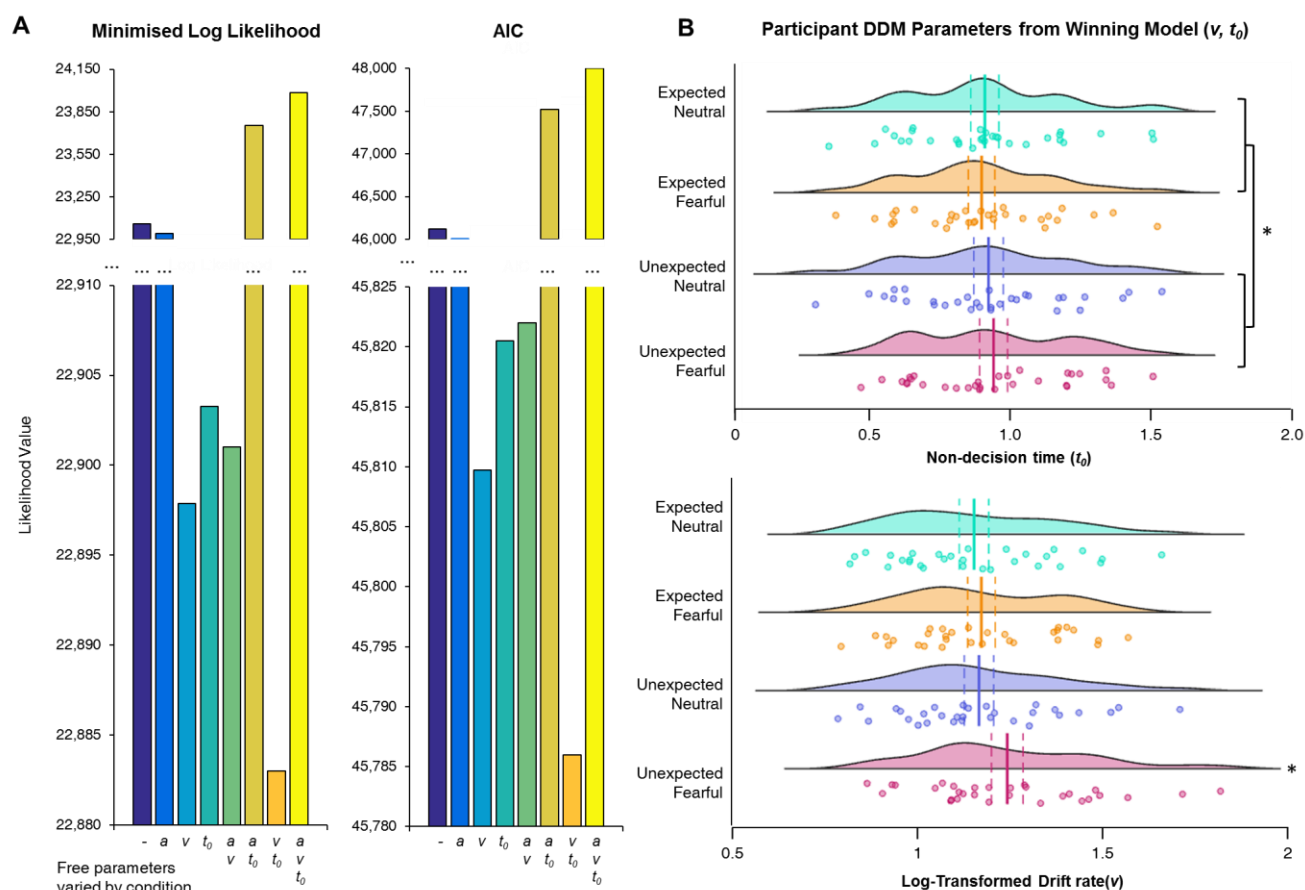 A
Minimised Log Likelihood
AIC
24,150
23,850
23,550
23,250
22,950
...
... ... ... ...
22,910
22,905
22,900
22,895
22,890
22,885
22,880
Likelihood Value
48,000
47,500
47,000
46,500
46,000
...
... ... ... ...
45,825
45,820
45,815
45,810
45,805
45,800
45,795
45,790
45,785
45,780
- a v t0 a a v a
v t0 t0 v
t0
- a v t0 a a v a
v t0 t0 v
t0
Free parameters
varied by condition
B
Participant DDM Parameters from Winning Model (v, t0)
Expected
Neutral
Expected
Fearful
Unexpected
Neutral
Unexpected
Fearful
*
0 0.5 1.0 1.5 2.0
Non-decision time (t0)
Expected
Neutral
Expected
Fearful
Unexpected
Neutral
Unexpected
Fearful
*
0.5 1 1.5 2
Log-Transformed Drift rate(v)